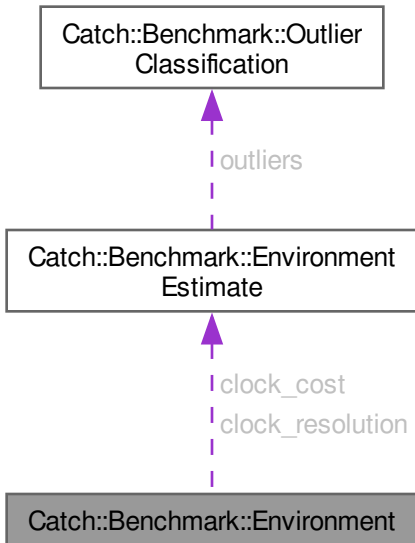 Catch::Benchmark::Outlier
Classification
outliers
Catch::Benchmark::Environment
Estimate
clock_cost
clock_resolution
Catch::Benchmark::Environment